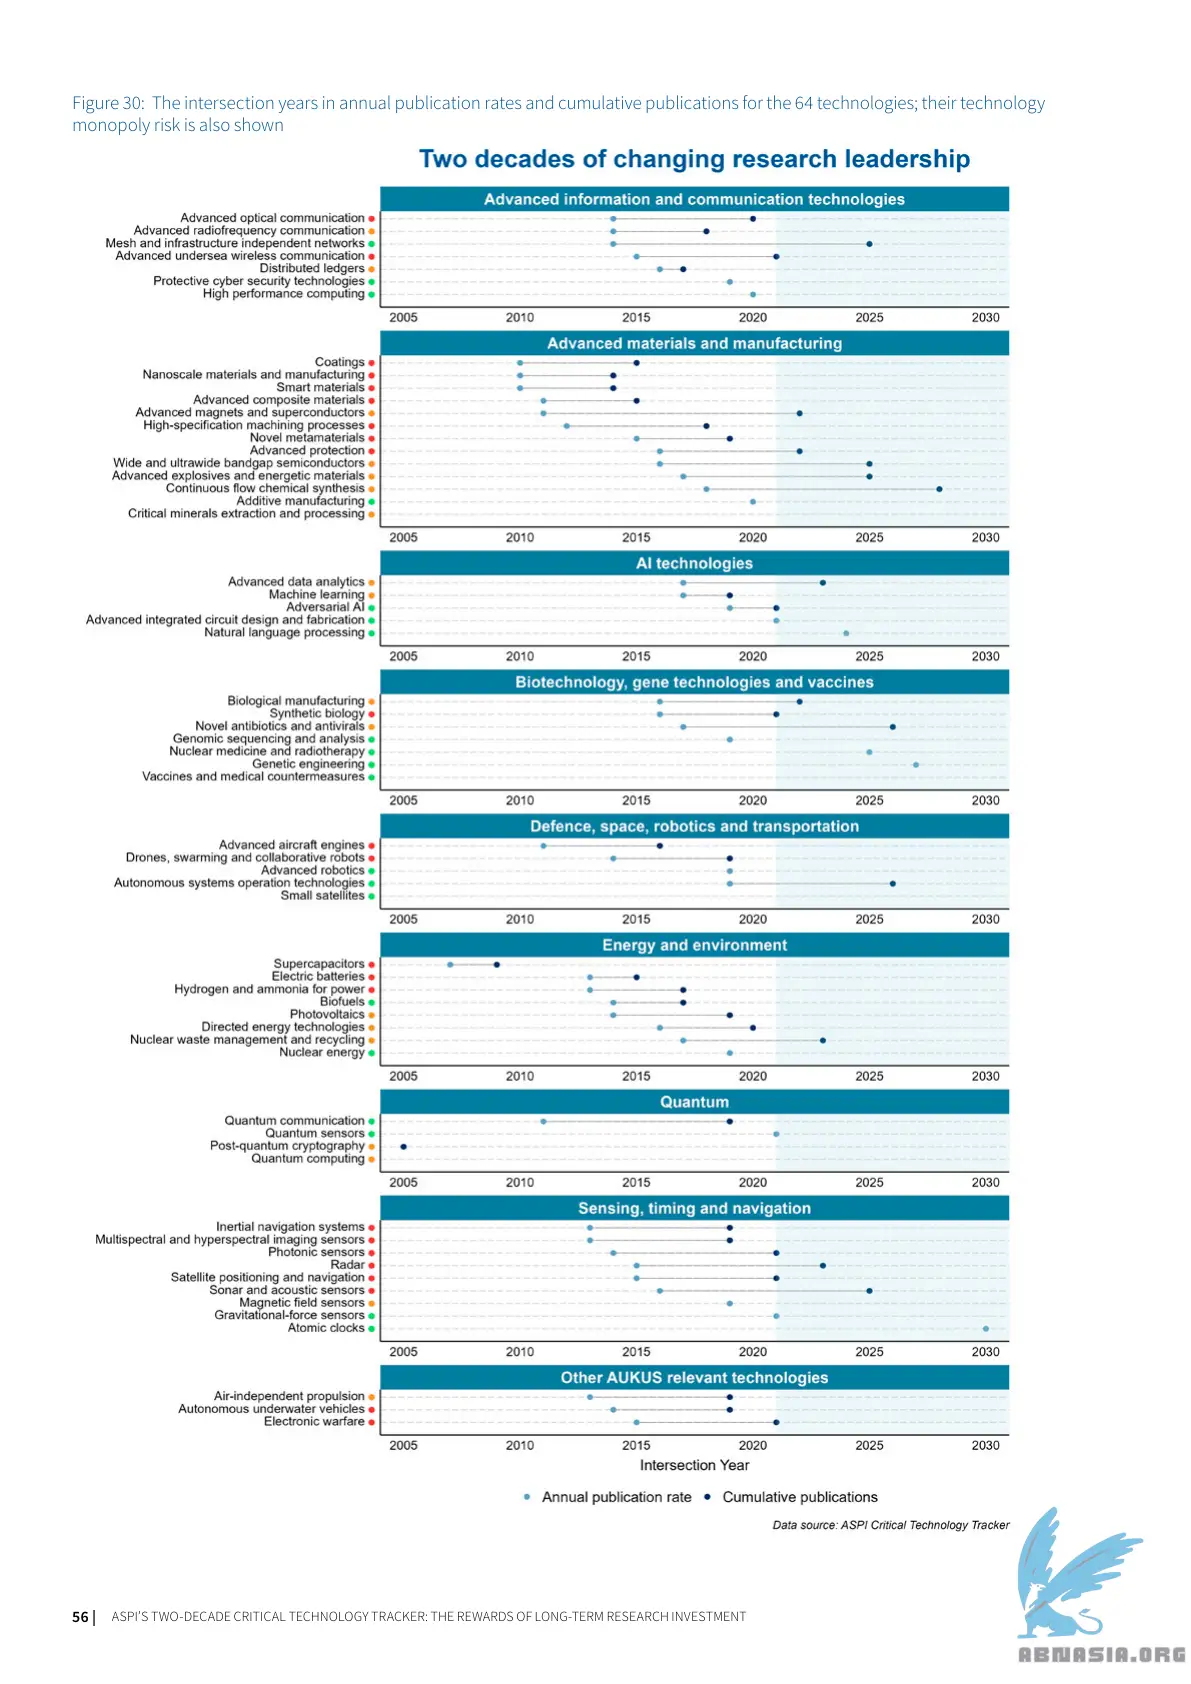 Figure 30: The intersection years in annual publication rates and cumulative publications for the 64 technologies; their technology
monopoly risk is also shown
Two decades of changing research leadership
Advanced information and communication technologies
Advanced optical communication
Advanced radiofrequency communication
Mesh and infrastructure independent networks
Advanced undersea wireless communication
Distributed ledgers
Protective cyber security technologies
High performance computing
2005 2010 2015 2020 2025 2030
Advanced materials and manufacturing
Coatings
Nanoscale materials and manufacturing
Smart materials
Advanced composite materials
Advanced magnets and superconductors
High-specification machining processes
Novel metamaterials
Advanced protection
Wide and ultrawide bandgap semiconductors
Advanced explosives and energetic materials
Continuous flow chemical synthesis
Additive manufacturing
Critical minerals extraction and processing
2005 2010 2015 2020 2025 2030
AI technologies
Advanced data analytics
Machine learning
Adversarial AI
Advanced integrated circuit design and fabrication
Natural language processing
2005 2010 2015 2020 2025 2030
Biotechnology, gene technologies and vaccines
Biological manufacturing
Synthetic biology
Novel antibiotics and antivirals
Genomic sequencing and analysis
Nuclear medicine and radiotherapy
Genetic engineering
Vaccines and medical countermeasures
2005 2010 2015 2020 2025 2030
Defence, space, robotics and transportation
Advanced aircraft engines
Drones, swarming and collaborative robots
Advanced robotics
Autonomous systems operation technologies
Small satellites
2005 2010 2015 2020 2025 2030
Energy and environment
Supercapacitors
Electric batteries
Hydrogen and ammonia for power
Biofuels
Photovoltaics
Directed energy technologies
Nuclear waste management and recycling
Nuclear energy
2005 2010 2015 2020 2025 2030
Quantum
Quantum communication
Quantum sensors
Post-quantum cryptography
Quantum computing
2005 2010 2015 2020 2025 2030
Sensing, timing and navigation
Inertial navigation systems
Multispectral and hyperspectral imaging sensors
Photonic sensors
Radar
Satellite positioning and navigation
Sonar and acoustic sensors
Magnetic field sensors
Gravitational-force sensors
Atomic clocks
2005 2010 2015 2020 2025 2030
Other AUKUS relevant technologies
Air-independent propulsion
Autonomous underwater vehicles
Electronic warfare
2005 2010 2015 2020 2025 2030
Intersection Year
Annual publication rate Cumulative publications
Data source: ASPI Critical Technology Tracker
56 | ASPI'S TWO-DECADE CRITICAL TECHNOLOGY TRACKER: THE REWARDS OF LONG-TERM RESEARCH INVESTMENT
ABNASIA.ORG